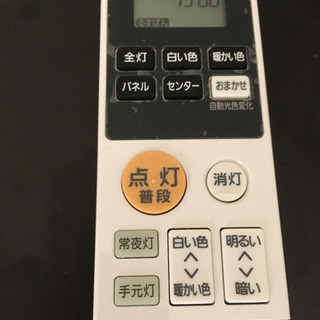 全灯 白い色 暖かい色
パネル センター おまかせ
自動光色変化
点灯
普段
消灯
常夜灯
手元灯
白い色
暖かい色
明るい
暗い